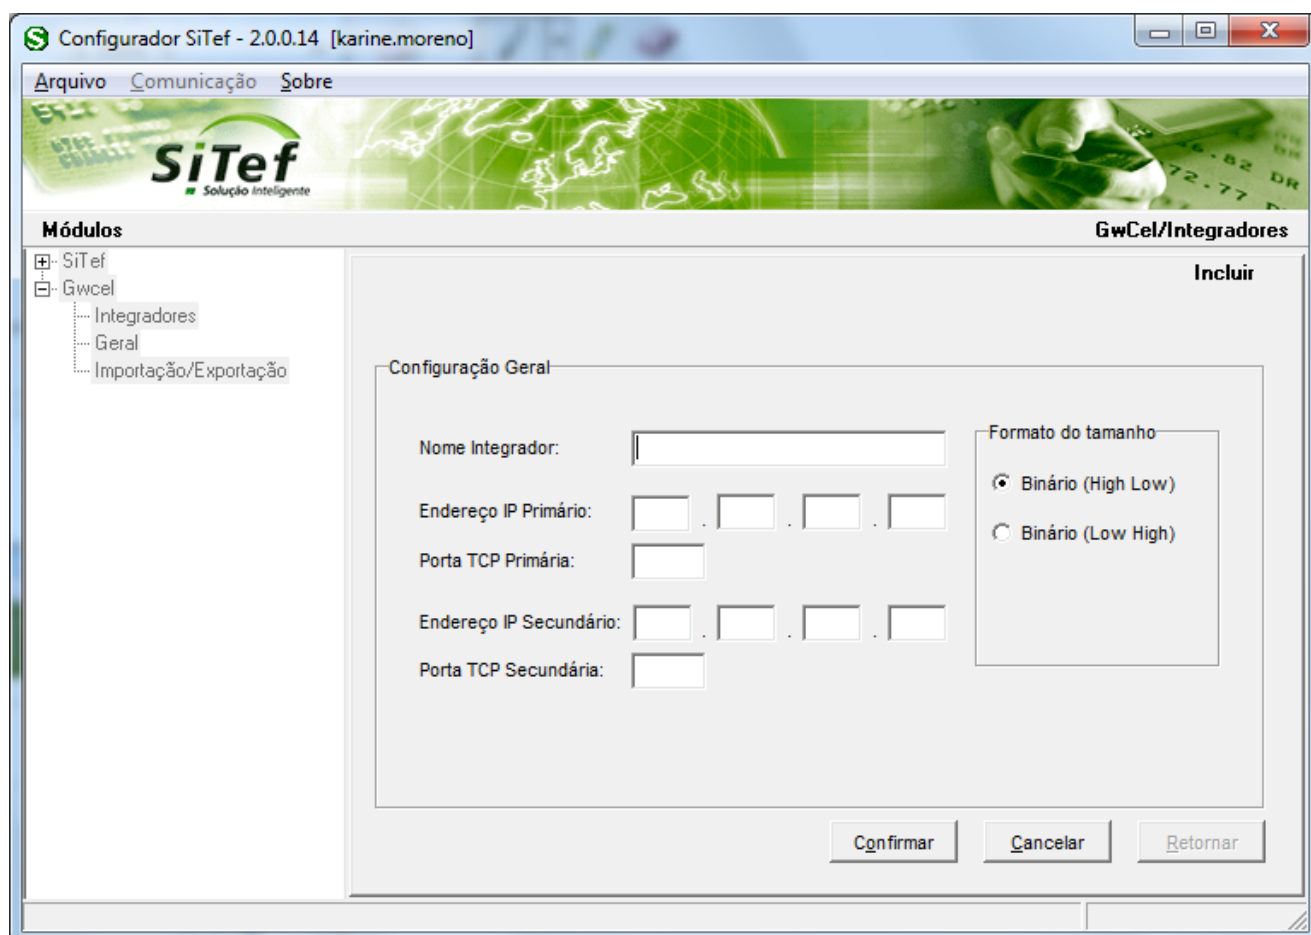 Configurador SiTef - 2.0.0.14 [karine.moreno]
Arquivo Comunicação Sobre
SiTef
Solução Inteligente
Módulos
GwCel/Integradores
SiTef
Gwcel
Integradores
Geral
Importação/Exportação
Incluir
Configuração Geral
Nome Integrador:
Endereço IP Primário: . . .
Porta TCP Primária:
Endereço IP Secundário: . . .
Porta TCP Secundária:
Formato do tamanho
Binário (High Low)
Binário (Low High)
Confirmar Cancelar Retornar